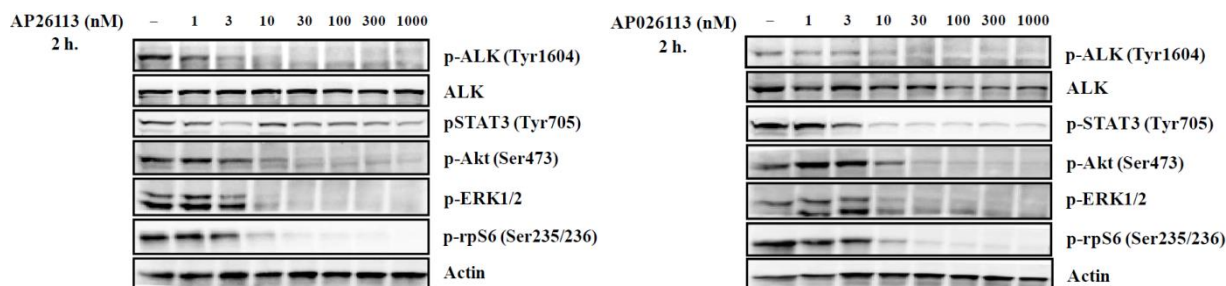 AP26113 (nM) – 1 3 10 30 100 300 1000
2 h.
p-ALK (Tyr1604)
ALK
pSTAT3 (Tyr705)
p-Akt (Ser473)
p-ERK1/2
p-rpS6 (Ser235/236)
Actin
AP026113 (nM) – 1 3 10 30 100 300 1000
2 h.
p-ALK (Tyr1604)
ALK
p-STAT3 (Tyr705)
p-Akt (Ser473)
p-ERK1/2
p-rpS6 (Ser235/236)
Actin